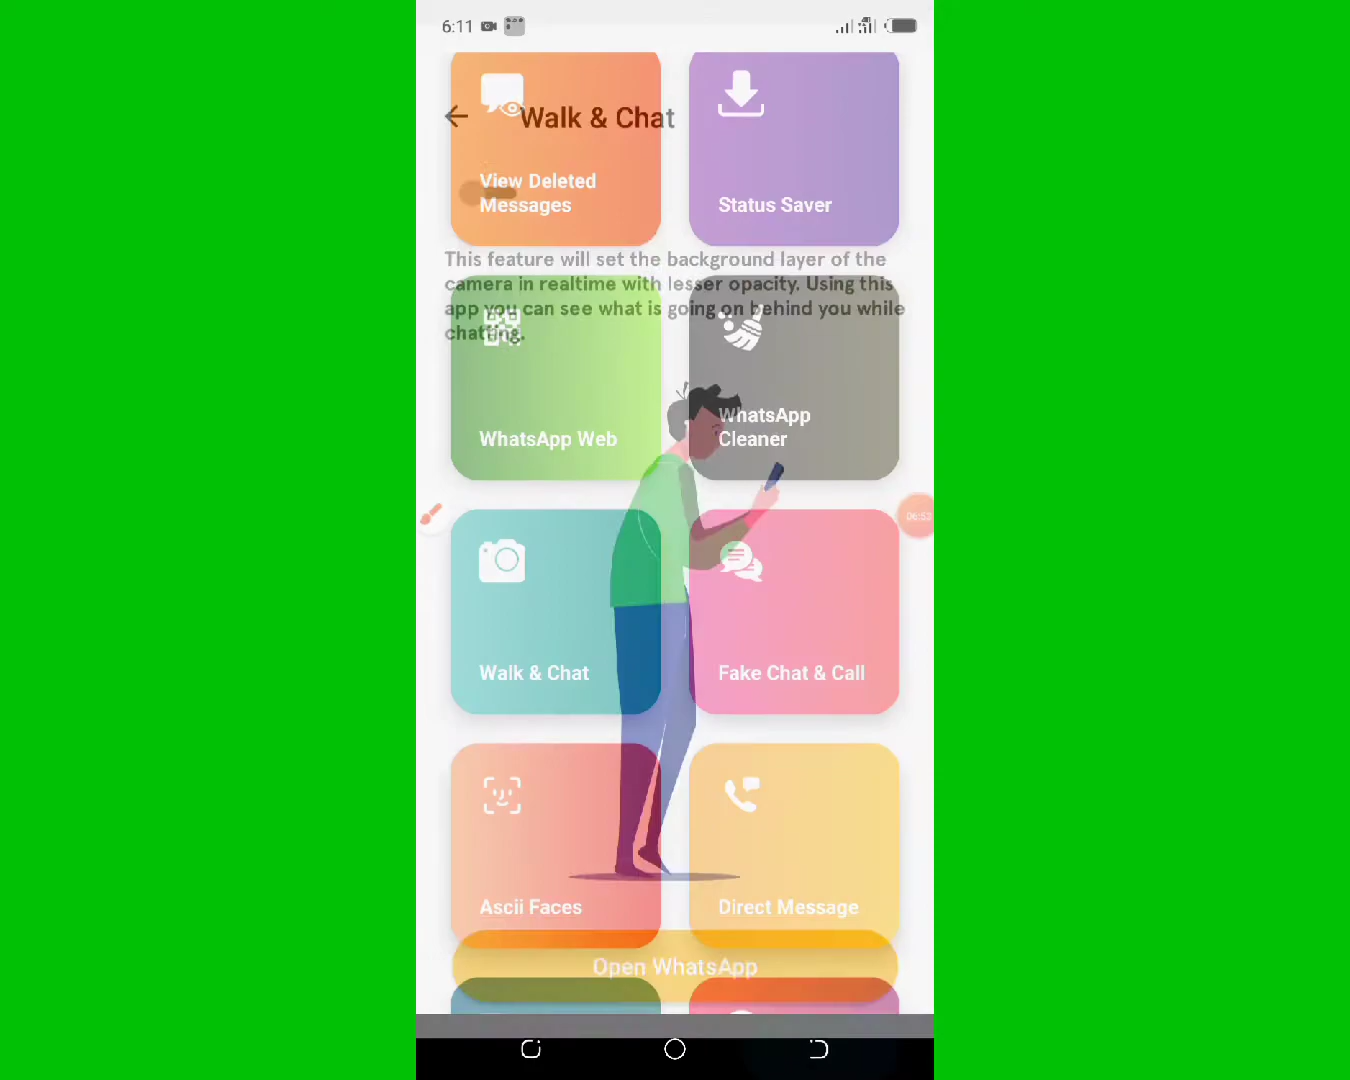 6:11
Walk & Chat
View Deleted
Messages
Status Saver
This feature will set the background layer of the
camera in realtime with lesser opacity. Using this
app you can see what is going on behind you while
chatting.
WhatsApp Web
WhatsApp
Cleaner
06:53
Walk & Chat
Fake Chat & Call
Ascii Faces
Direct Message
Open WhatsApp